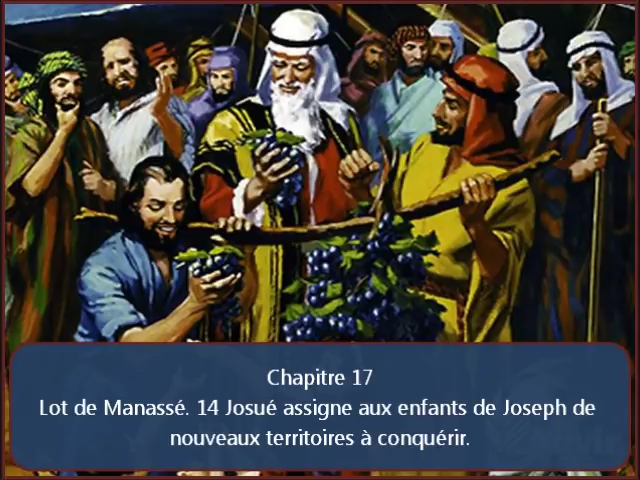 Chapitre 17
Lot de Manassé. 14 Josué assigne aux enfants de Joseph de
nouveaux territoires à conquérir.